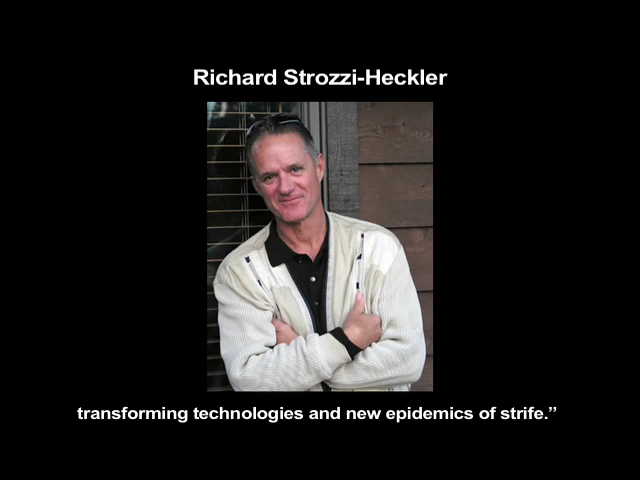 Richard Strozzi-Heckler
transforming technologies and new epidemics of strife.”